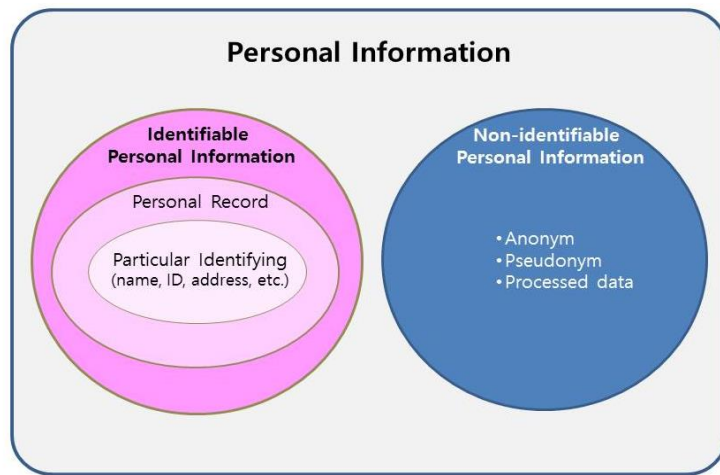 Personal Information
Identifiable
Personal Information
Personal Record
Particular Identifying
(name, ID, address, etc.)
Non-identifiable
Personal Information
•Anonym
•Pseudonym
•Processed data